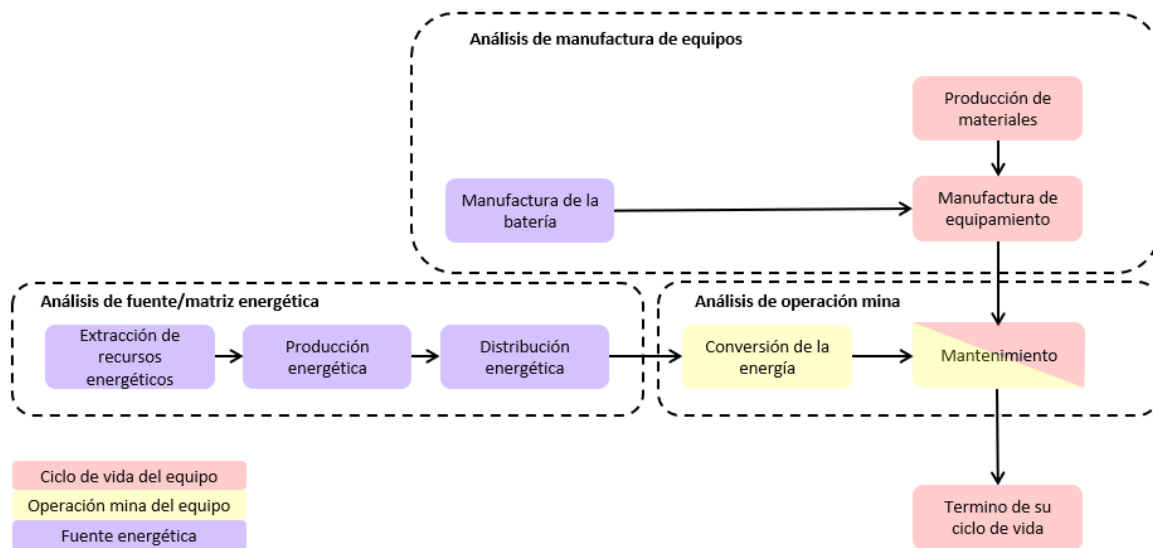 Análisis de manufactura de equipos
Producción de
materiales
Manufactura de la
batería
Manufactura de
equipamiento
Análisis de fuente/matriz energética
Extracción de
recursos
energéticos
Producción
energética
Distribución
energética
Análisis de operación mina
Conversión de la
energía
Mantenimiento
Ciclo de vida del equipo
Operación mina del equipo
Fuente energética
Termino de su
ciclo de vida